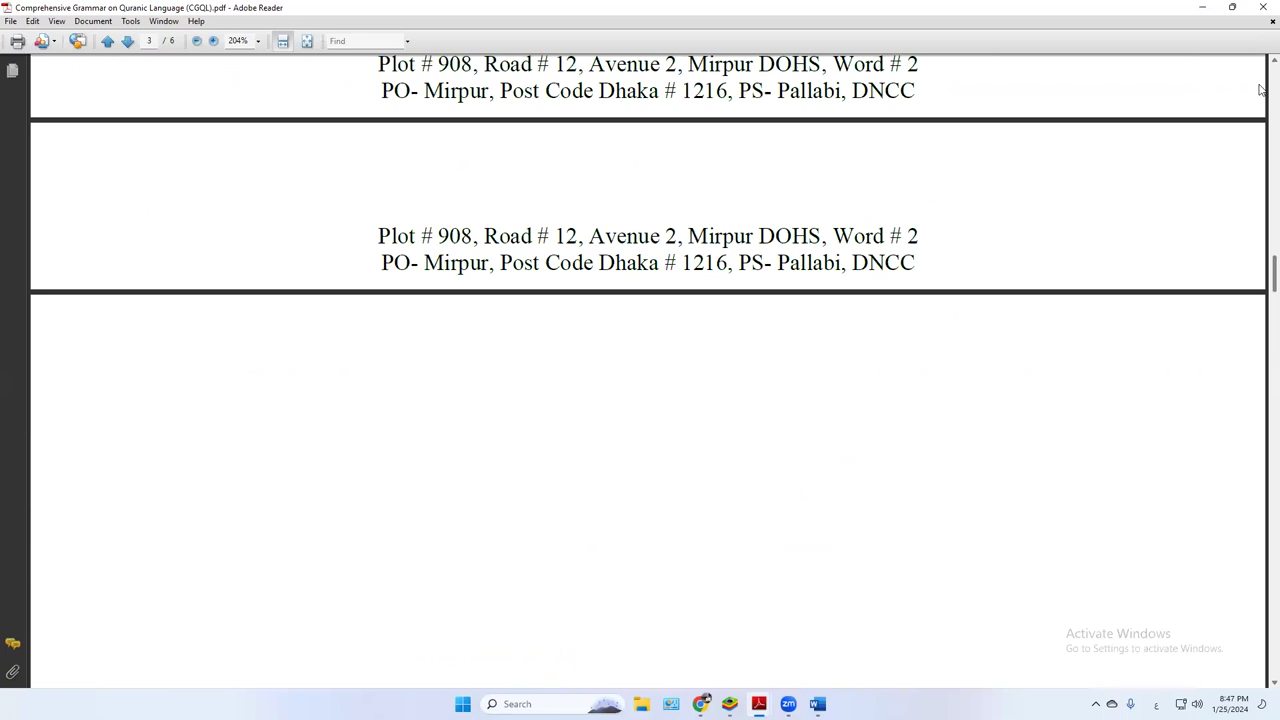 Comprehensive Grammar on Quranic Language (CGQL).pdf - Adobe Reader
File Edit View Document Tools Window Help
3 / 6 204% Find
Plot # 908, Road # 12, Avenue 2, Mirpur DOHS, Word # 2
PO- Mirpur, Post Code Dhaka # 1216, PS- Pallabi, DNCC
Plot # 908, Road # 12, Avenue 2, Mirpur DOHS, Word # 2
PO- Mirpur, Post Code Dhaka # 1216, PS- Pallabi, DNCC
Activate Windows
Go to Settings to activate Windows.
Search
zm
ع
8:47 PM
1/25/2024